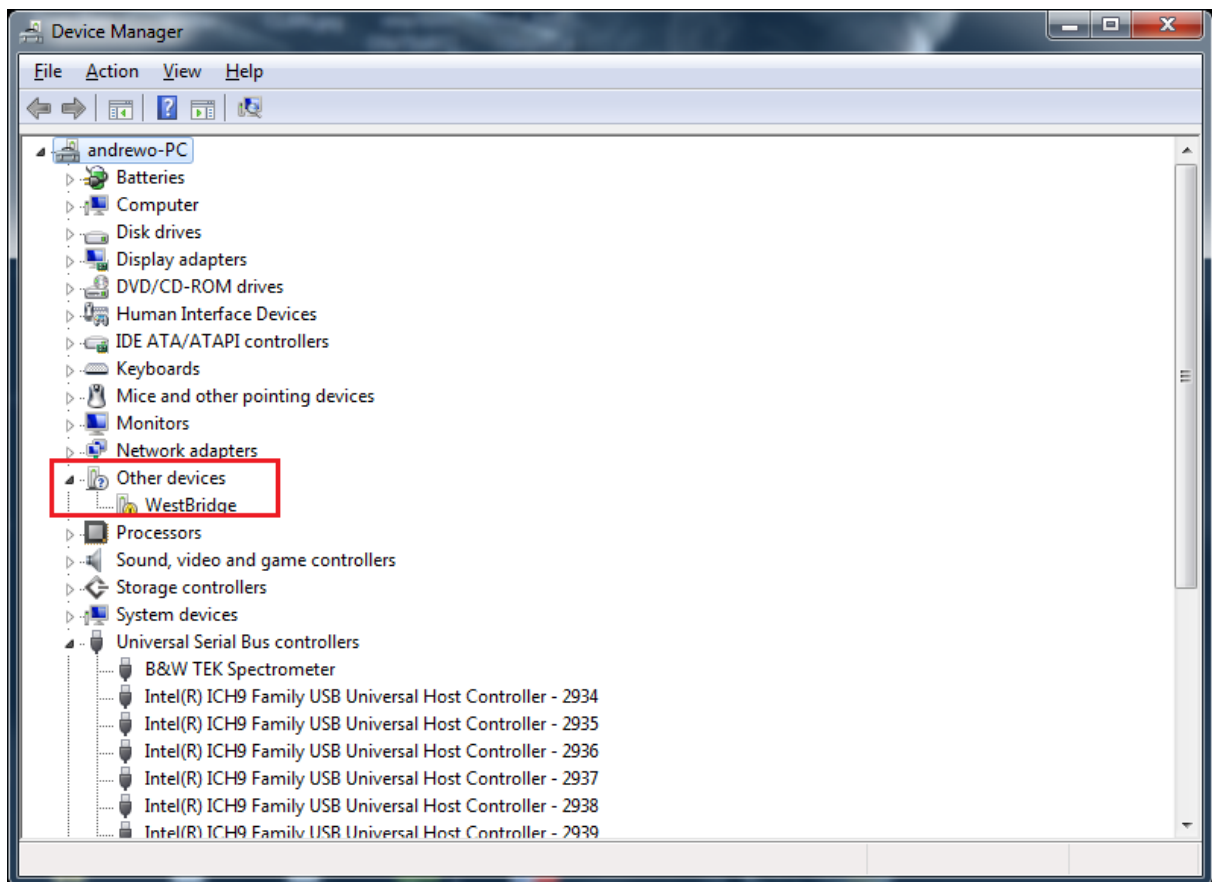 Device Manager
File Action View Help
andrewo-PC
Batteries
Computer
Disk drives
Display adapters
DVD/CD-ROM drives
Human Interface Devices
IDE ATA/ATAPI controllers
Keyboards
Mice and other pointing devices
Monitors
Network adapters
Other devices
WestBridge
Processors
Sound, video and game controllers
Storage controllers
System devices
Universal Serial Bus controllers
B&W TEK Spectrometer
Intel(R) ICH9 Family USB Universal Host Controller - 2934
Intel(R) ICH9 Family USB Universal Host Controller - 2935
Intel(R) ICH9 Family USB Universal Host Controller - 2936
Intel(R) ICH9 Family USB Universal Host Controller - 2937
Intel(R) ICH9 Family USB Universal Host Controller - 2938
Intel(R) ICH9 Family USB Universal Host Controller - 2939